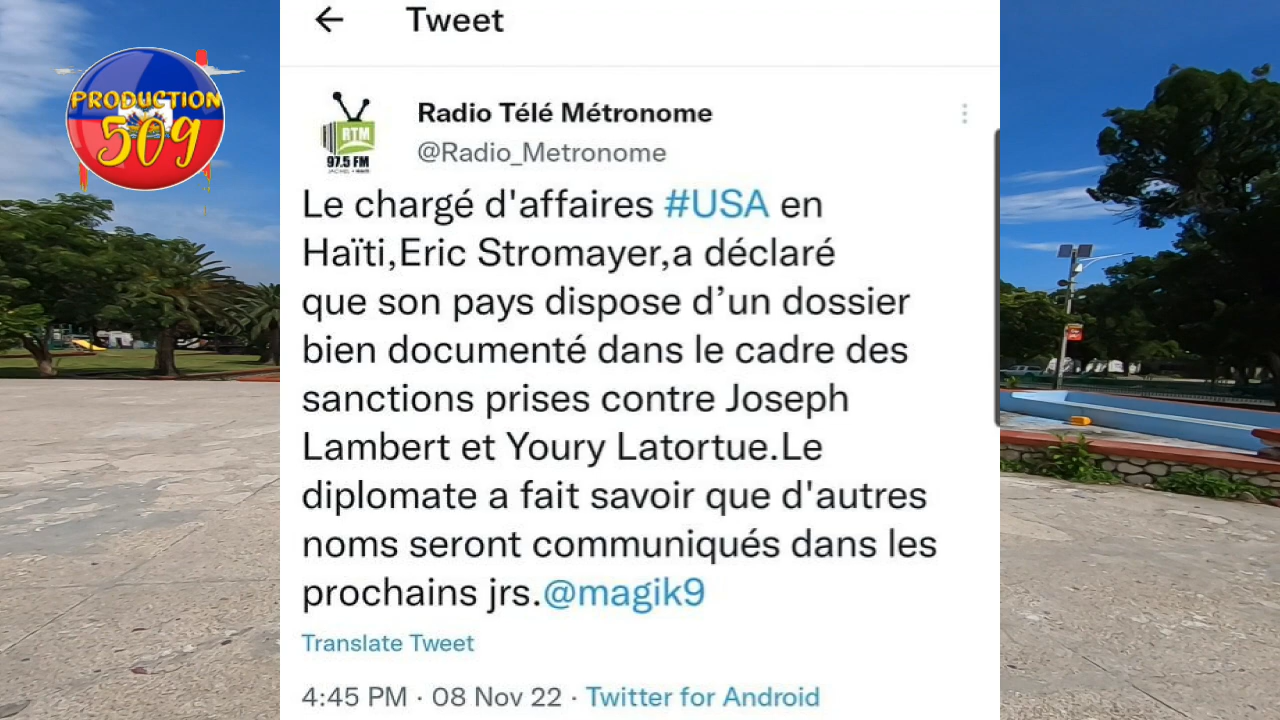 Tweet
PRODUCTION
509
RTM
97.5 FM
Radio Télé Métronome
@Radio_Metronome
Le chargé d'affaires #USA en
Haïti,Eric Stromayer,a déclaré
que son pays dispose d’un dossier
bien documenté dans le cadre des
sanctions prises contre Joseph
Lambert et Youry Latortue.Le
diplomate a fait savoir que d'autres
noms seront communiqués dans les
prochains jrs.@magik9
Translate Tweet
4:45 PM · 08 Nov 22 · Twitter for Android